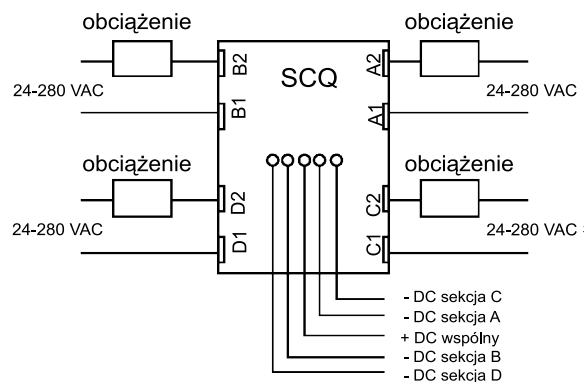 obciążenie
obciążenie
B2
SCQ
A2
24-280 VAC
B1
A1
24-280 VAC
obciążenie
obciążenie
D2
C2
24-280 VAC
D1
C1
24-280 VAC
- DC sekcja C
- DC sekcja A
+ DC wspólny
- DC sekcja B
- DC sekcja D